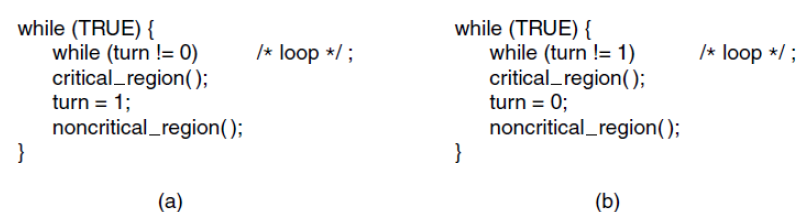 while (TRUE) {
while (turn != 0) /* loop */ ;
critical_region( );
turn = 1;
noncritical_region( );
}
(a)
while (TRUE) {
while (turn != 1) /* loop */ ;
critical_region( );
turn = 0;
noncritical_region( );
}
(b)